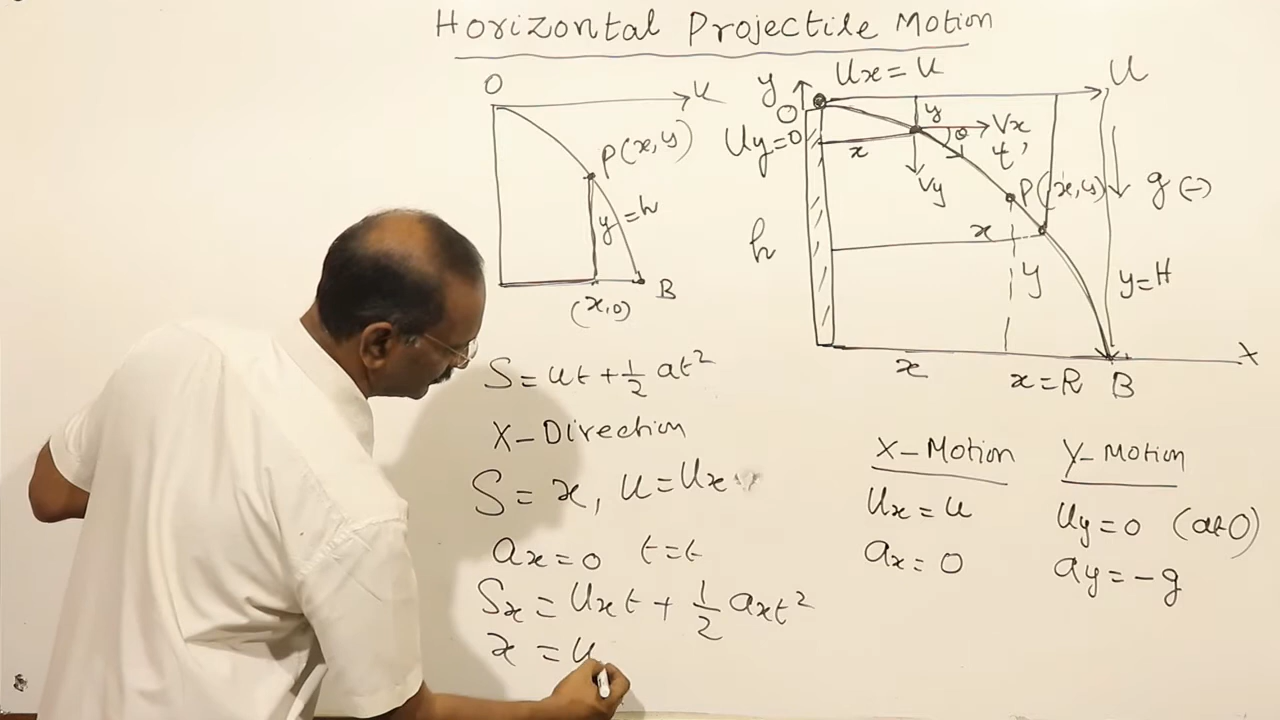 Horizontal Projectile Motion
O
u
P(x,y)
y=h
(x,0)
B
y
Ux = u
U
O
Uy=0
y
x
θ
Vx
t'
Vy
P(x,y)
g (-)
h
x
y
y=H
x
x=R
B
X
S = ut + 1/2 at²
X-Direction
S = x, u = Ux
ax = 0 t = t
Sx = Uxt + 1/2 axt²
x = u
X-Motion
Ux = u
ax = 0
Y-Motion
Uy = 0 (at O)
ay = -g